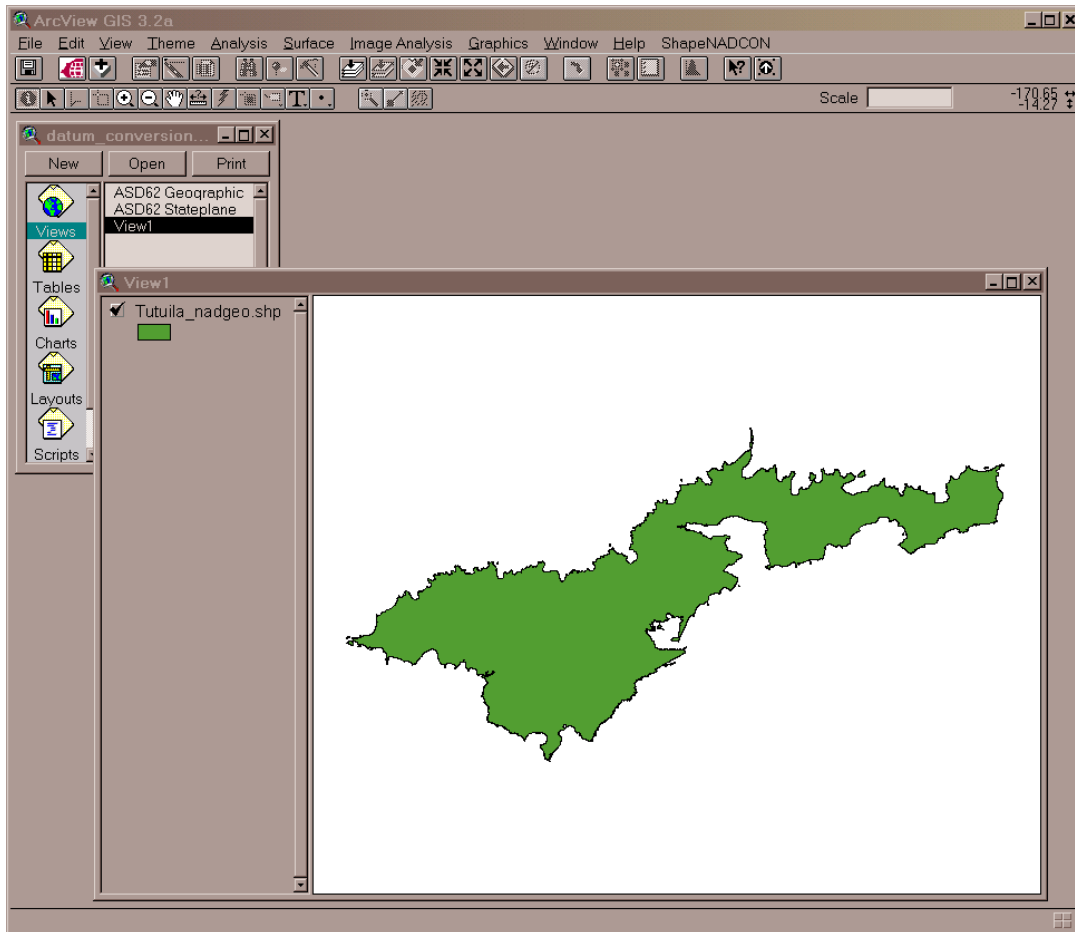 ArcView GIS 3.2a
File Edit View Theme Analysis Surface Image Analysis Graphics Window Help ShapeNADCON
T.
Scale
-170.65
-14.27
datum_conversion...
New Open Print
ASD62 Geographic
ASD62 Stateplane
View1
Views
Tables
Charts
Layouts
Scripts
View1
Tutuila_nadgeo.shp